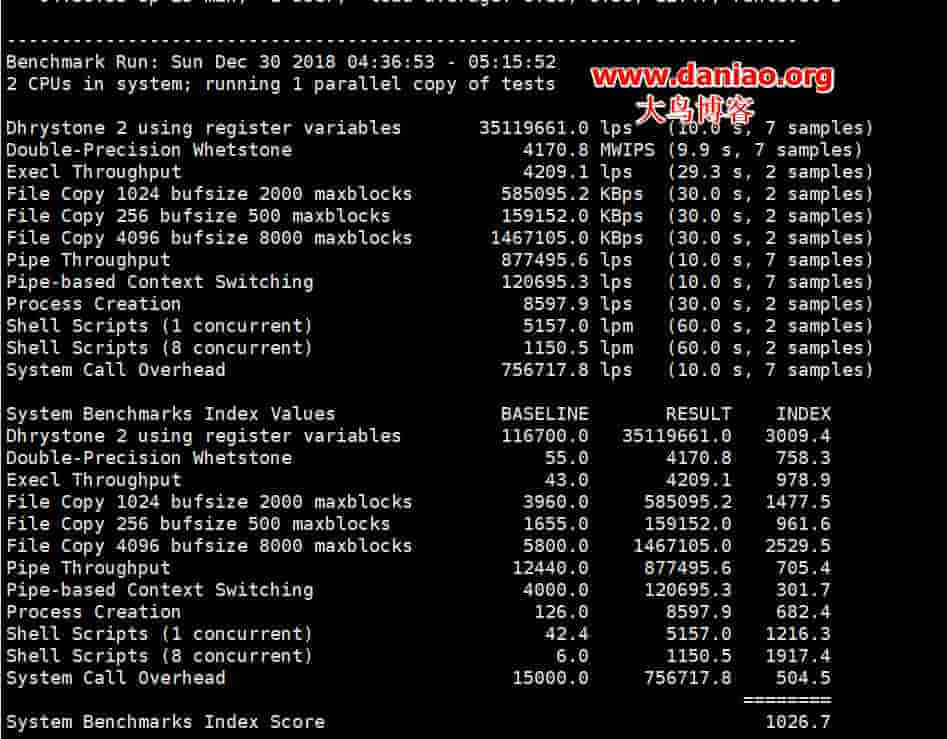 --------------------------------------------------------------------
Benchmark Run: Sun Dec 30 2018 04:36:53 - 05:15:52
2 CPUs in system; running 1 parallel copy of tests
www.daniao.org
大鸟博客
Dhrystone 2 using register variables 35119661.0 lps (10.0 s, 7 samples)
Double-Precision Whetstone 4170.8 MWIPS (9.9 s, 7 samples)
Execl Throughput 4209.1 lps (29.3 s, 2 samples)
File Copy 1024 bufsize 2000 maxblocks 585095.2 KBps (30.0 s, 2 samples)
File Copy 256 bufsize 500 maxblocks 159152.0 KBps (30.0 s, 2 samples)
File Copy 4096 bufsize 8000 maxblocks 1467105.0 KBps (30.0 s, 2 samples)
Pipe Throughput 877495.6 lps (10.0 s, 7 samples)
Pipe-based Context Switching 120695.3 lps (10.0 s, 7 samples)
Process Creation 8597.9 lps (30.0 s, 2 samples)
Shell Scripts (1 concurrent) 5157.0 lpm (60.0 s, 2 samples)
Shell Scripts (8 concurrent) 1150.5 lpm (60.0 s, 2 samples)
System Call Overhead 756717.8 lps (10.0 s, 7 samples)
System Benchmarks Index Values BASELINE RESULT INDEX
Dhrystone 2 using register variables 116700.0 35119661.0 3009.4
Double-Precision Whetstone 55.0 4170.8 758.3
Execl Throughput 43.0 4209.1 978.9
File Copy 1024 bufsize 2000 maxblocks 3960.0 585095.2 1477.5
File Copy 256 bufsize 500 maxblocks 1655.0 159152.0 961.6
File Copy 4096 bufsize 8000 maxblocks 5800.0 1467105.0 2529.5
Pipe Throughput 12440.0 877495.6 705.4
Pipe-based Context Switching 4000.0 120695.3 301.7
Process Creation 126.0 8597.9 682.4
Shell Scripts (1 concurrent) 42.4 5157.0 1216.3
Shell Scripts (8 concurrent) 6.0 1150.5 1917.4
System Call Overhead 15000.0 756717.8 504.5
========
System Benchmarks Index Score 1026.7